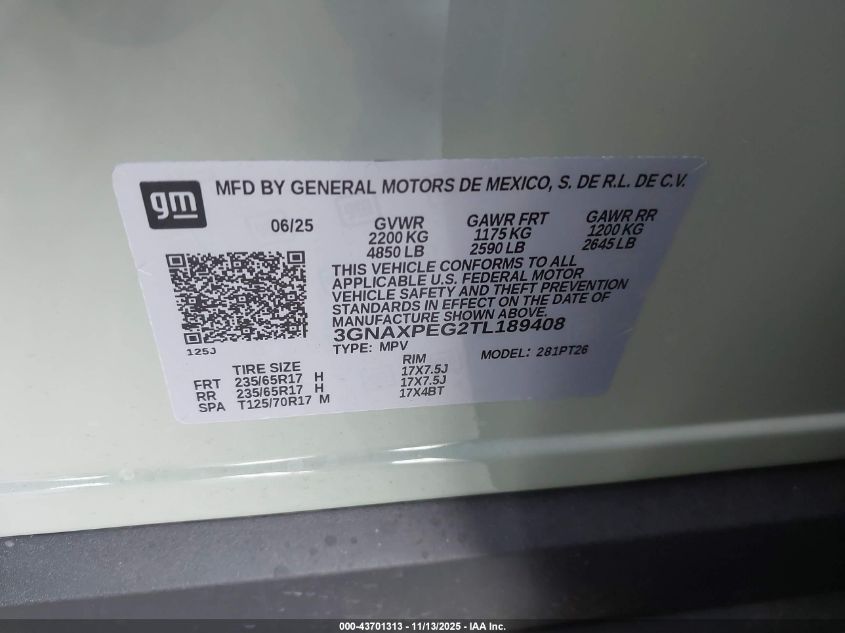 gm
MFD BY GENERAL MOTORS DE MEXICO, S. DE R.L. DE C.V.
06/25 GVWR GAWR FRT GAWR RR
2200 KG 1175 KG 1200 KG
4850 LB 2590 LB 2645 LB
THIS VEHICLE CONFORMS TO ALL
APPLICABLE U.S. FEDERAL MOTOR
VEHICLE SAFETY AND THEFT PREVENTION
STANDARDS IN EFFECT ON THE DATE OF
MANUFACTURE SHOWN ABOVE.
3GNAXPEG2TL189408
125J TYPE: MPV MODEL: 281PT26
TIRE SIZE RIM
FRT 235/65R17 H 17X7.5J
RR 235/65R17 H 17X7.5J
SPA T125/70R17 M 17X4BT
000-43701313 - 11/13/2025 - IAA Inc.